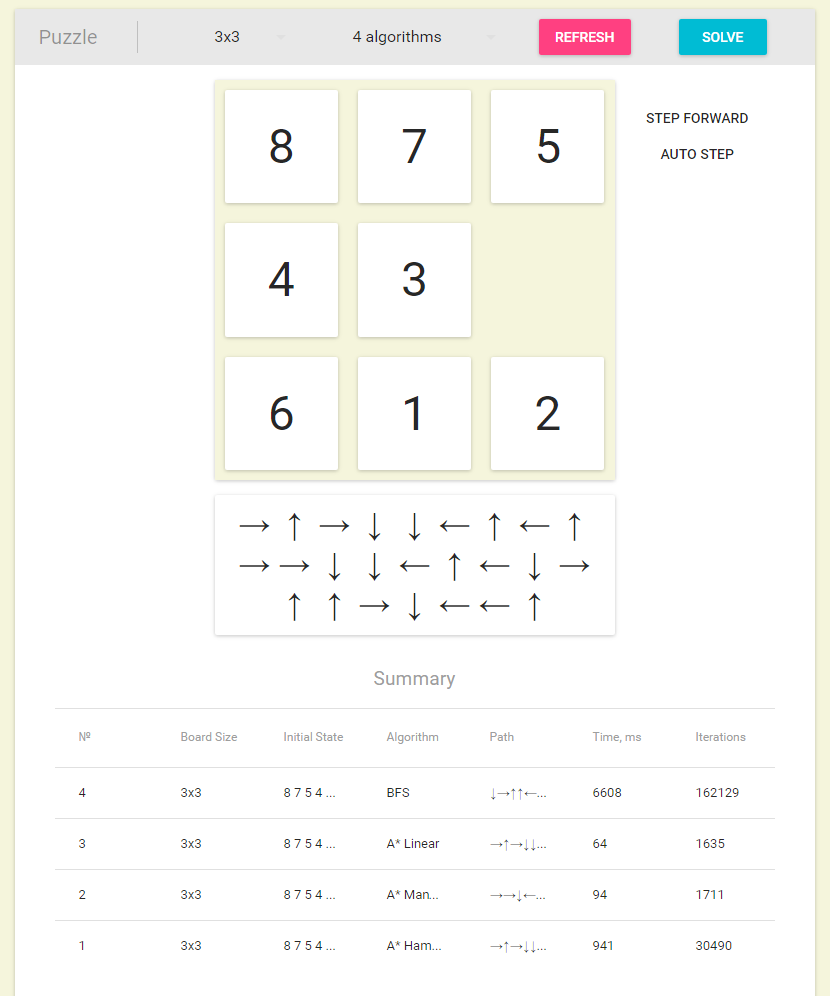 Puzzle 3x3 4 algorithms REFRESH SOLVE
8 7 5
STEP FORWARD
AUTO STEP
4 3
6 1 2
→ ↑ → ↓ ↓ ← ↑ ← ↑
→ → ↓ ↓ ← ↑ ← ↓ →
↑ ↑ → ↓ ← ← ↑
Summary
№ Board Size Initial State Algorithm Path Time, ms Iterations
4 3x3 8 7 5 4 ... BFS ↓→↑↑←... 6608 162129
3 3x3 8 7 5 4 ... A* Linear →↑→↓↓... 64 1635
2 3x3 8 7 5 4 ... A* Man... →→↓←... 94 1711
1 3x3 8 7 5 4 ... A* Ham... →↑→↓↓... 941 30490